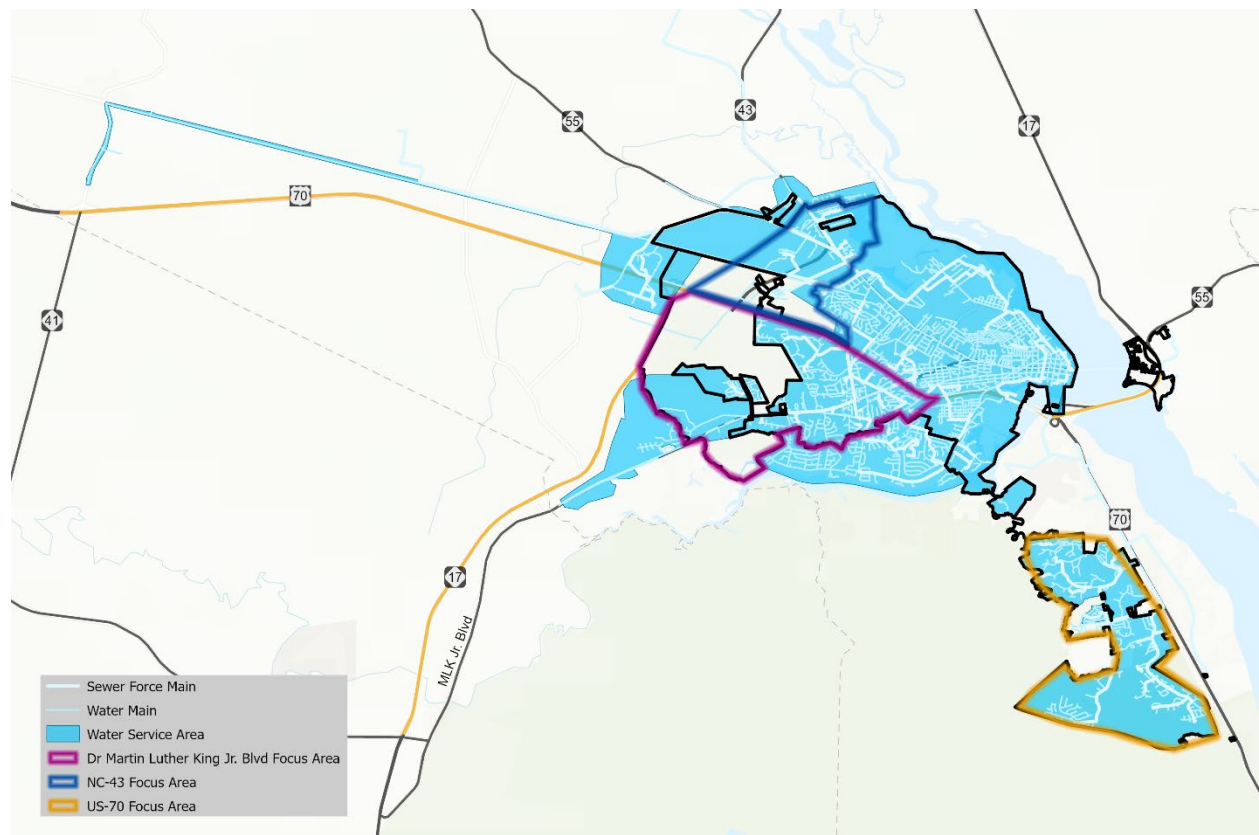 43
17
55
70
55
41
70
17
MLK Jr. Blvd
Sewer Force Main
Water Main
Water Service Area
Dr Martin Luther King Jr. Blvd Focus Area
NC-43 Focus Area
US-70 Focus Area